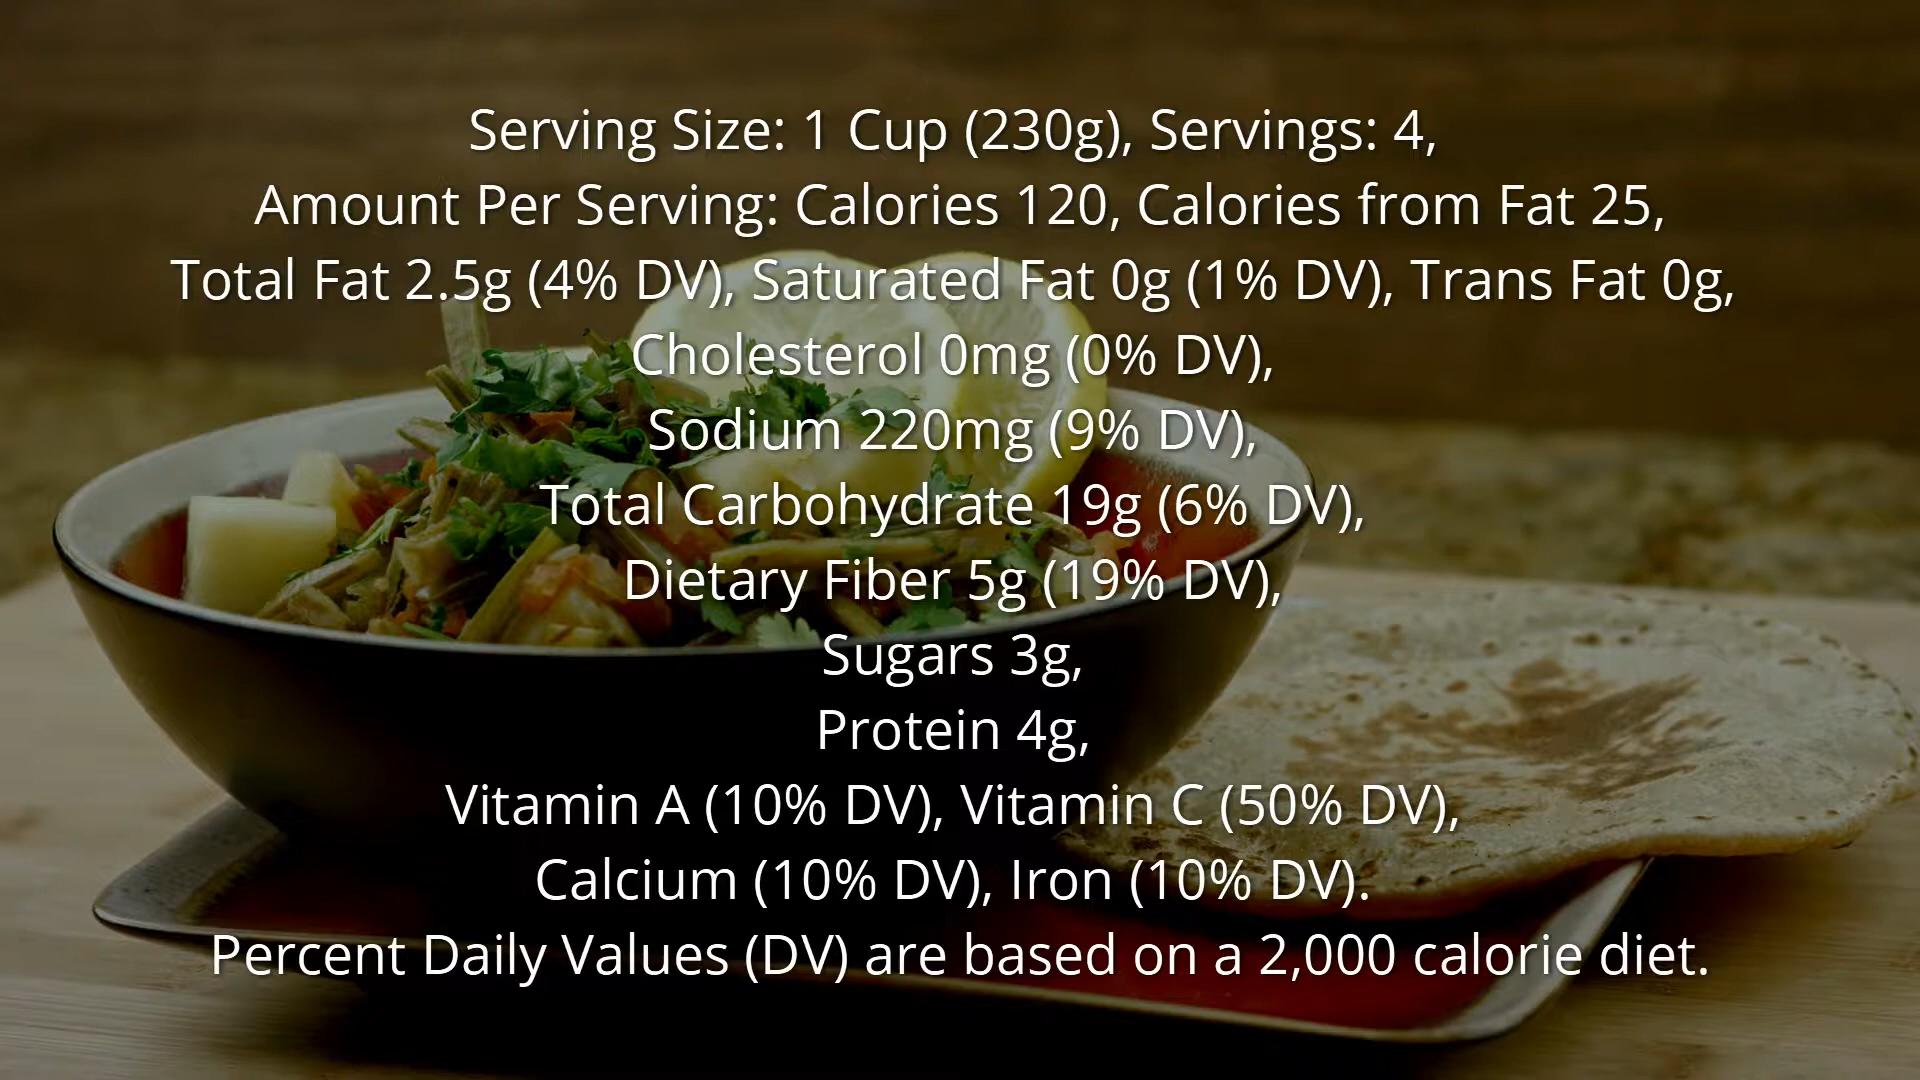 Serving Size: 1 Cup (230g), Servings: 4,
Amount Per Serving: Calories 120, Calories from Fat 25,
Total Fat 2.5g (4% DV), Saturated Fat 0g (1% DV), Trans Fat 0g,
Cholesterol 0mg (0% DV),
Sodium 220mg (9% DV),
Total Carbohydrate 19g (6% DV),
Dietary Fiber 5g (19% DV),
Sugars 3g,
Protein 4g,
Vitamin A (10% DV), Vitamin C (50% DV),
Calcium (10% DV), Iron (10% DV).
Percent Daily Values (DV) are based on a 2,000 calorie diet.